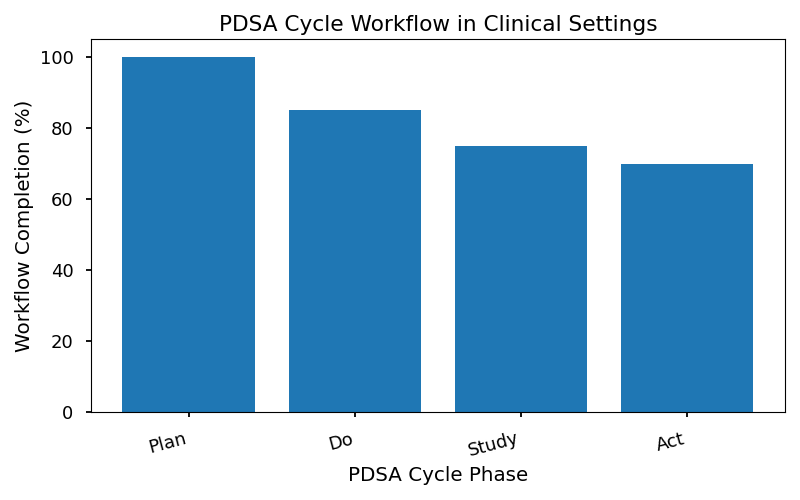 PDSA Cycle Workflow in Clinical Settings
Workflow Completion (%)
100
80
60
40
20
0
Plan
Do
Study
Act
PDSA Cycle Phase